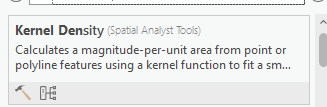 Kernel Density (Spatial Analyst Tools)
Calculates a magnitude-per-unit area from point or
polyline features using a kernel function to fit a sm...